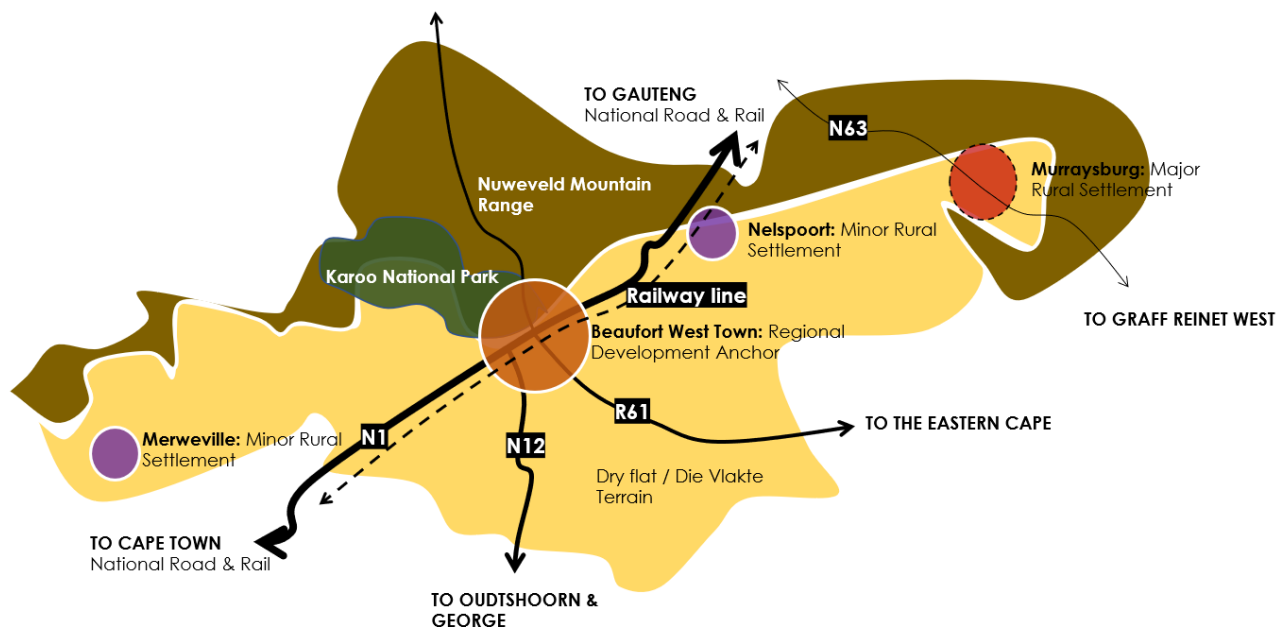 TO GAUTENG
National Road & Rail
N63
Nuweveld Mountain
Range
Murraysburg: Major
Rural Settlement
Nelspoort: Minor Rural
Settlement
Karoo National Park
Railway line
TO GRAFF REINET WEST
Beaufort West Town: Regional
Development Anchor
R61
TO THE EASTERN CAPE
N1
N12
Merweville: Minor Rural
Settlement
Dry flat / Die Vlakte
Terrain
TO CAPE TOWN
National Road & Rail
TO OUDTSHOORN &
GEORGE